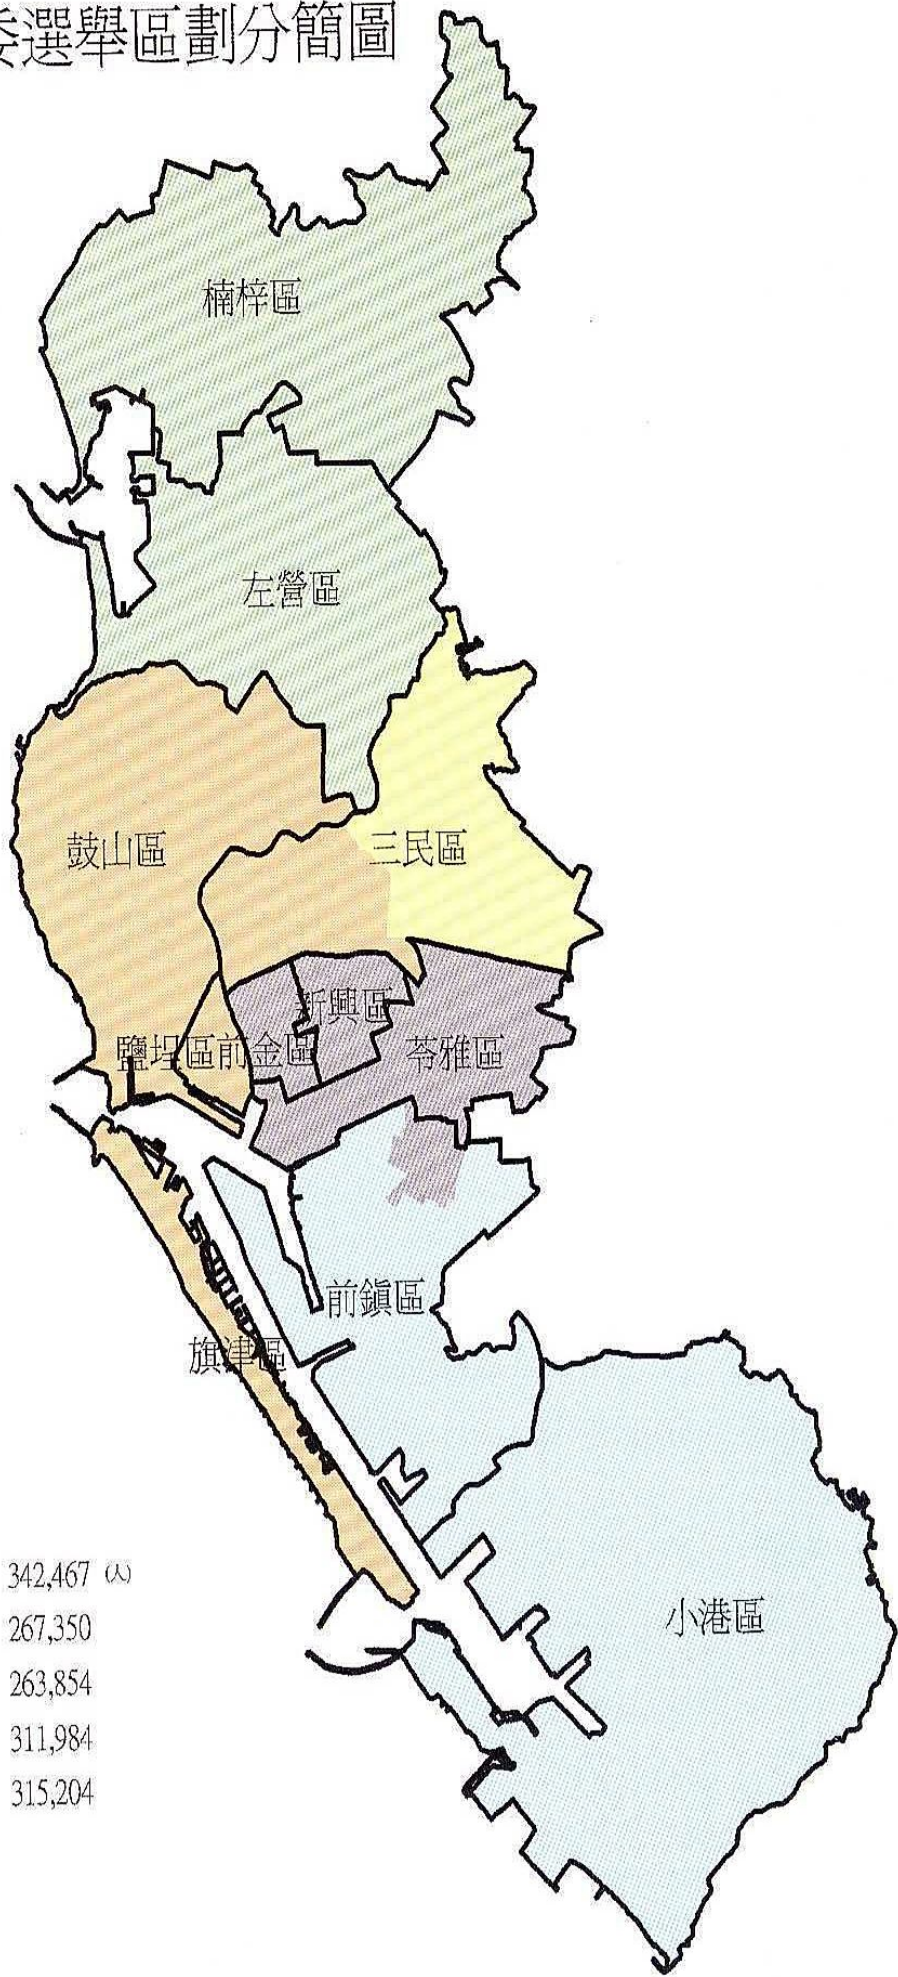 委選舉區劃分簡圖
楠梓區
左營區
鼓山區
三民區
新興區
鹽埕區
前金區
苓雅區
前鎮區
旗津區
小港區
342,467 (人)
267,350
263,854
311,984
315,204